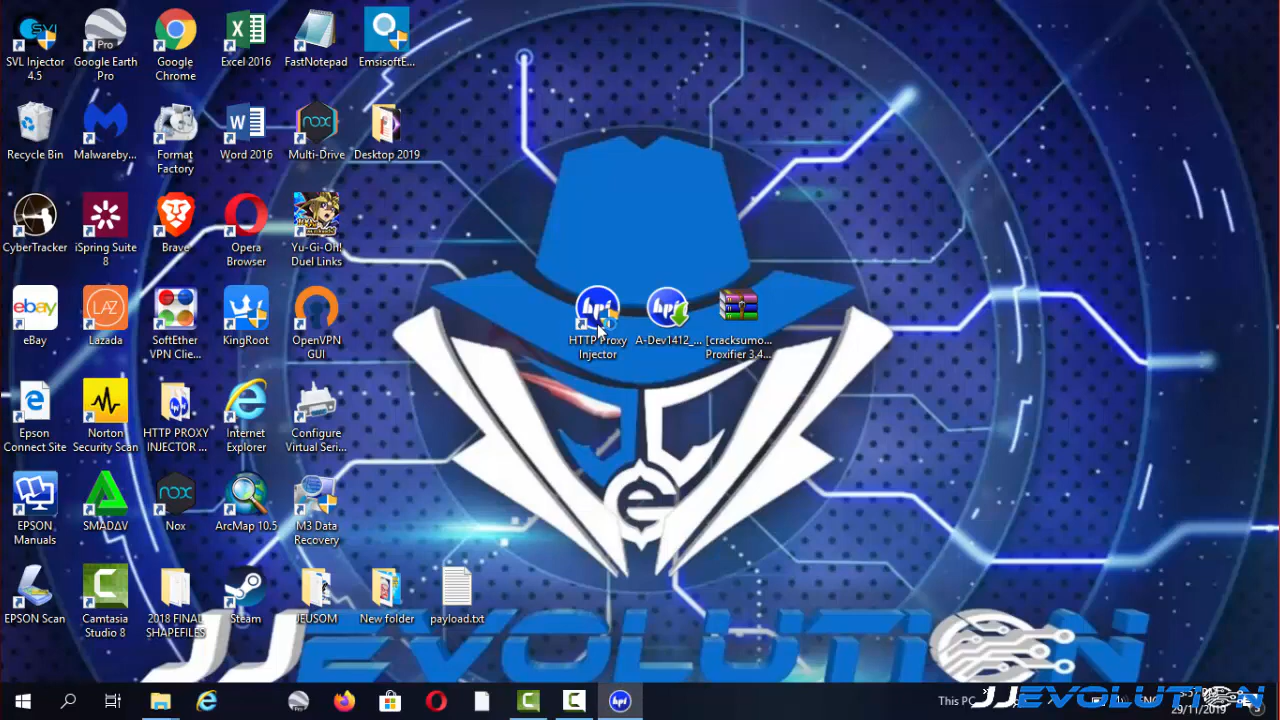 SVL Injector
4.5
Google Earth
Pro
Google
Chrome
Excel 2016
FastNotepad
EmsisoftE...
Recycle Bin
Malwareby...
Format
Factory
Word 2016
Multi-Drive
Desktop 2019
CyberTracker
iSpring Suite
8
Brave
Opera
Browser
Yu-Gi-Oh!
Duel Links
eBay
Lazada
SoftEther
VPN Clie...
KingRoot
OpenVPN
GUI
HTTP Proxy
Injector
A-Dev1412_...
[cracksumo...
Proxifier 3.4...
Epson
Connect Site
Norton
Security Scan
HTTP PROXY
INJECTOR ...
Internet
Explorer
Configure
Virtual Seri...
EPSON
Manuals
SMADΔV
Nox
ArcMap 10.5
M3 Data
Recovery
EPSON Scan
Camtasia
Studio 8
2018 FINAL
SHAPEFILES
Steam
JEUSOM
New folder
payload.txt
JJEVOLUTION
This PC
JJEVOLUTION
29/11/2019